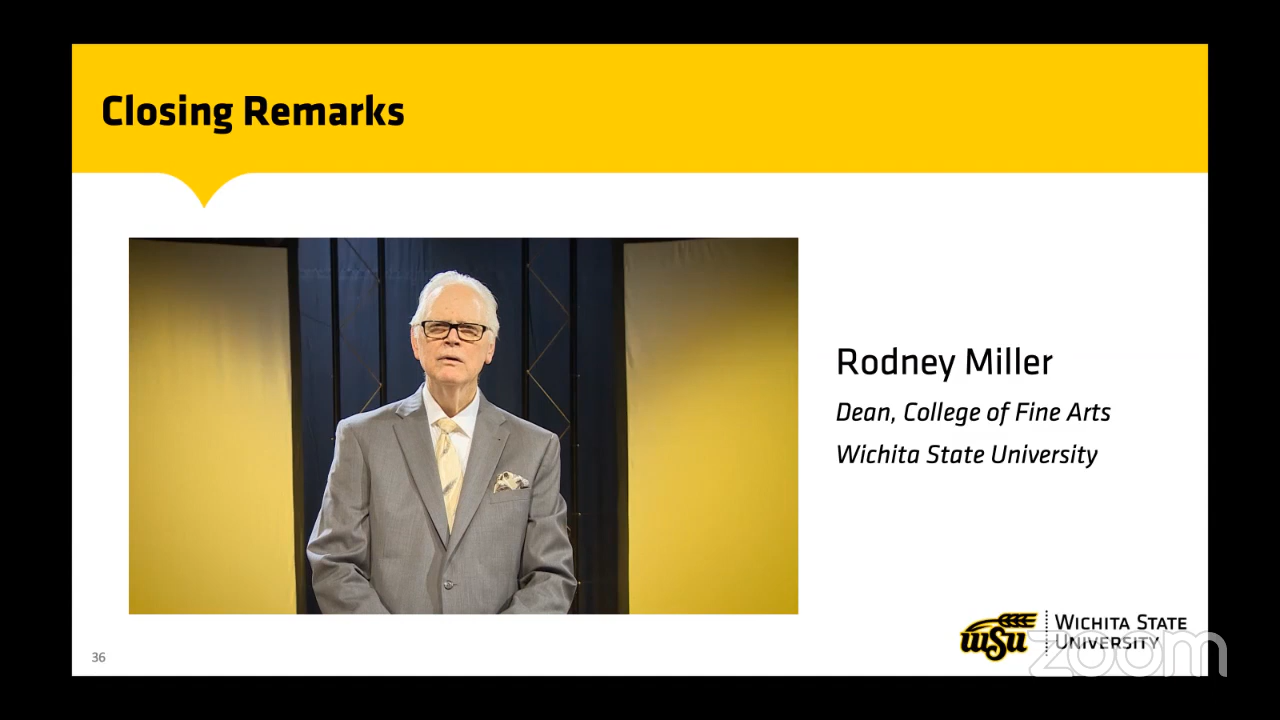 Closing Remarks
Rodney Miller
Dean, College of Fine Arts
Wichita State University
36
wsu
WICHITA STATE
UNIVERSITY
zoom